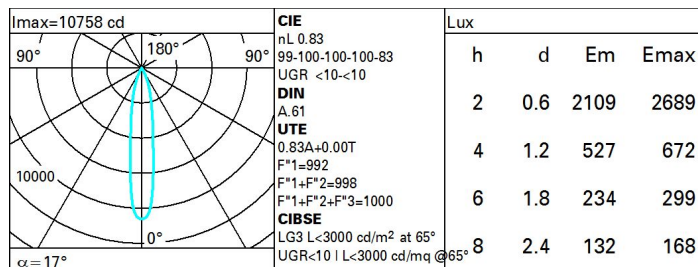 Imax=10758 cd
90° 180° 90°
10000
0°
α=17°
CIE
nL 0.83
99-100-100-100-83
UGR <10-<10
DIN
A.61
UTE
0.83A+0.00T
F"1=992
F"1+F"2=998
F"1+F"2+F"3=1000
CIBSE
LG3 L<3000 cd/m² at 65°
UGR<10 | L<3000 cd/mq @65°
Lux
h d Em Emax
2 0.6 2109 2689
4 1.2 527 672
6 1.8 234 299
8 2.4 132 168